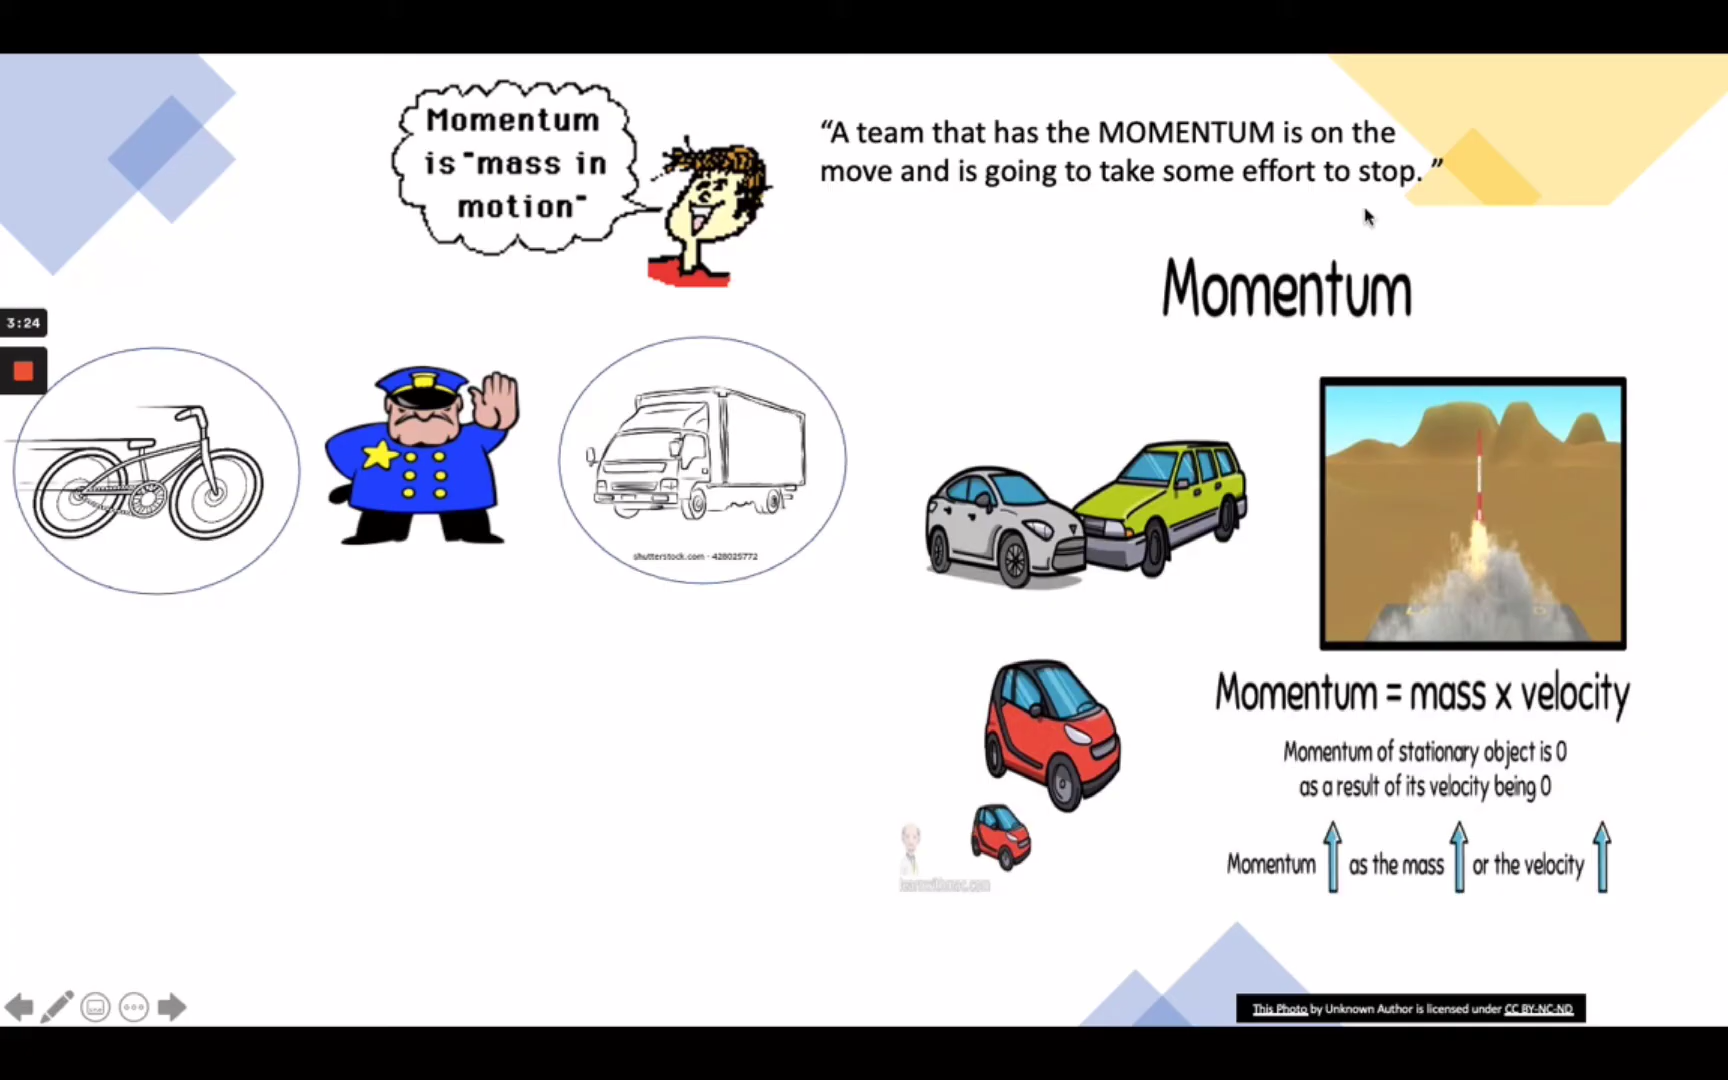 Momentum
is "mass in
motion"
“A team that has the MOMENTUM is on the
move and is going to take some effort to stop. ”
Momentum
3:24
shutterstock.com · 428025772
Momentum = mass x velocity
Momentum of stationary object is 0
as a result of its velocity being 0
Momentum as the mass or the velocity
This Photo by Unknown Author is licensed under CC BY-NC-ND